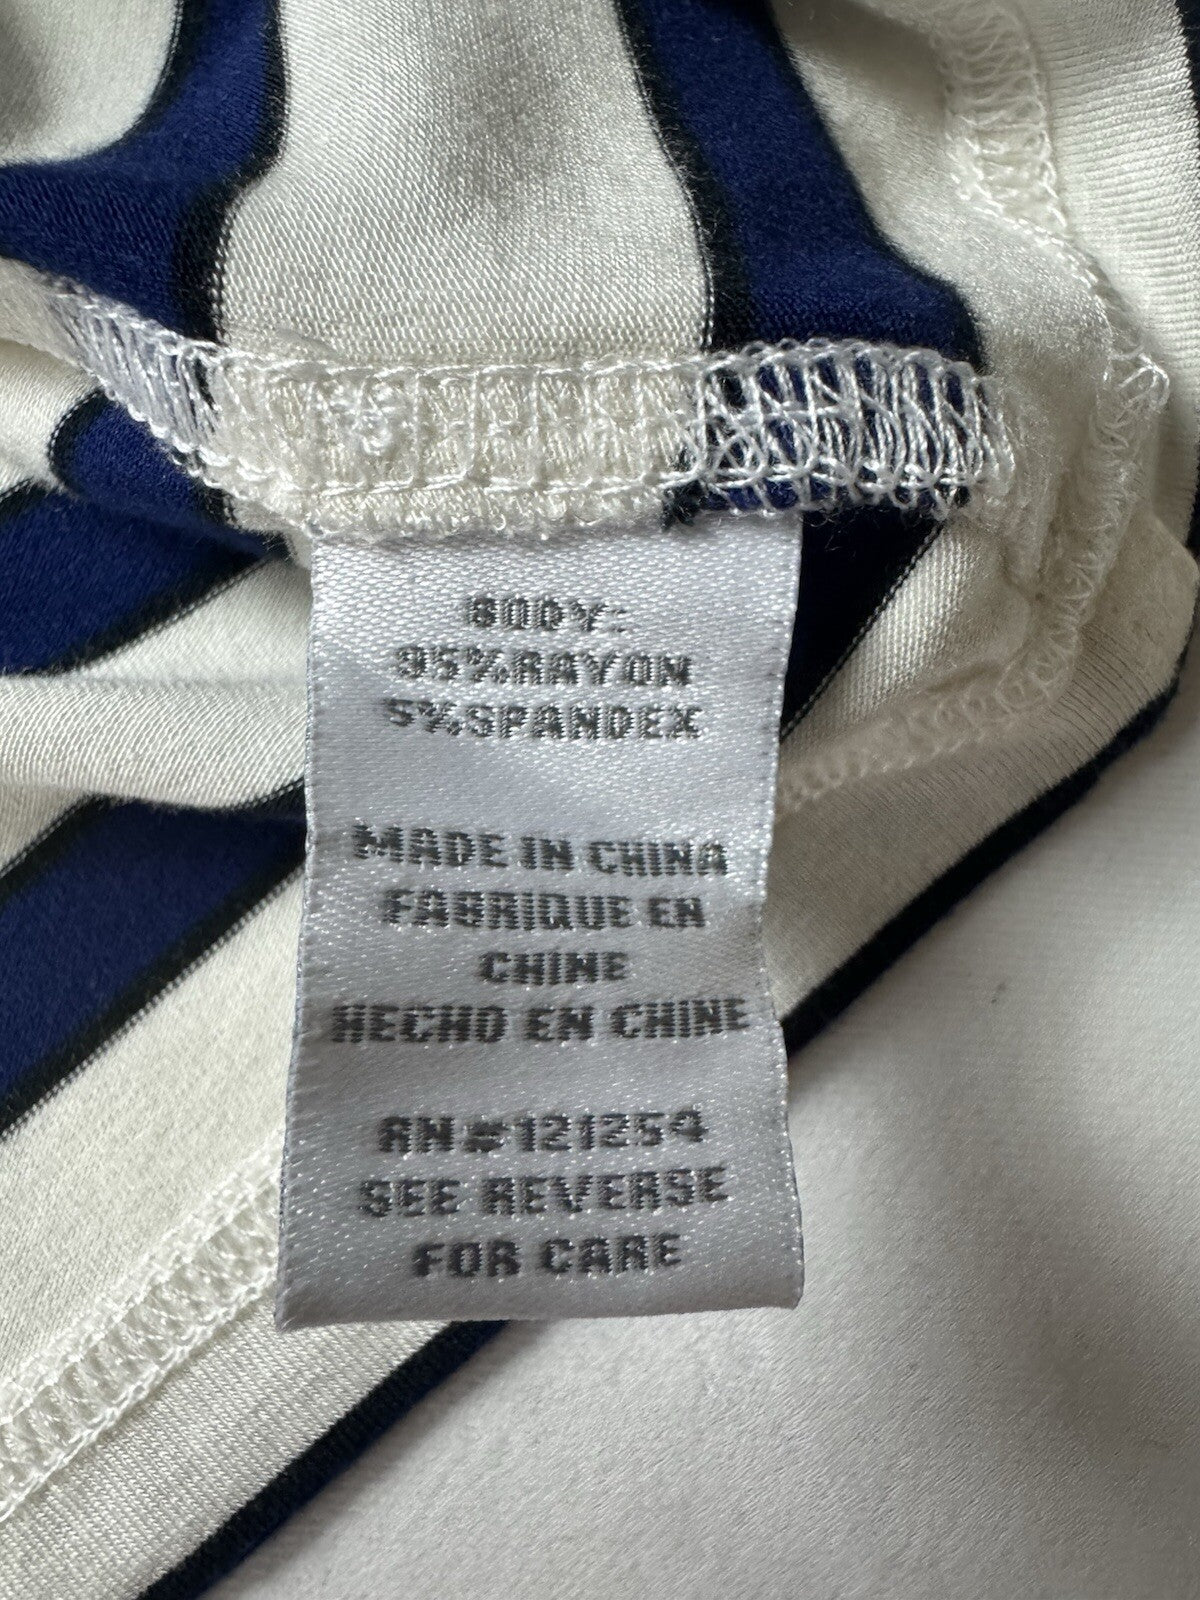 BODY:
95%RAYON
5%SPANDEX
MADE IN CHINA
FABRIQUE EN
CHINE
HECHO EN CHINE
RN#121254
SEE REVERSE
FOR CARE